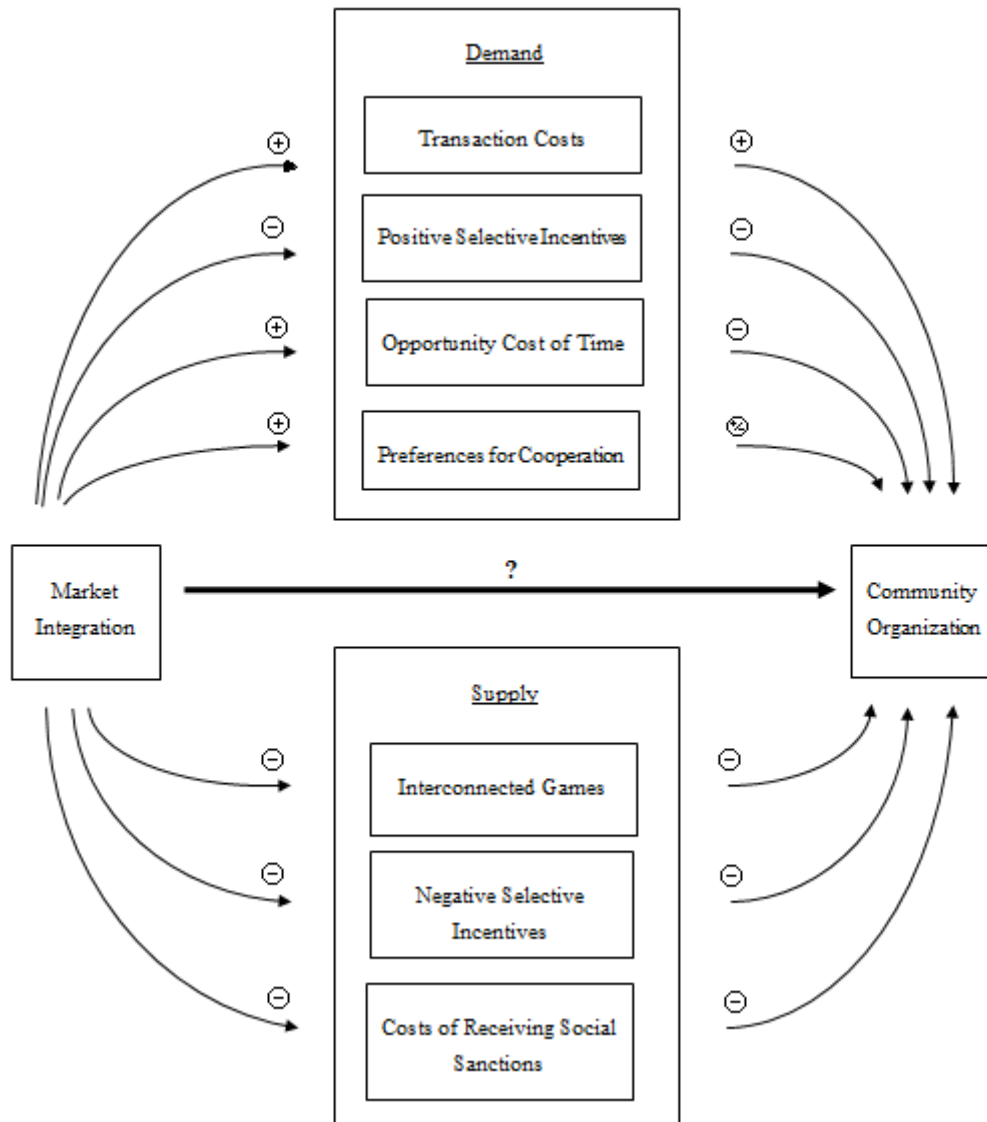 Demand
Transaction Costs
+
+
Positive Selective Incentives
−
−
Opportunity Cost of Time
+
−
Preferences for Cooperation
+
Market
Integration
?
Community
Organization
Supply
Interconnected Games
−
−
Negative Selective
Incentives
−
−
Costs of Receiving Social
Sanctions
−
−